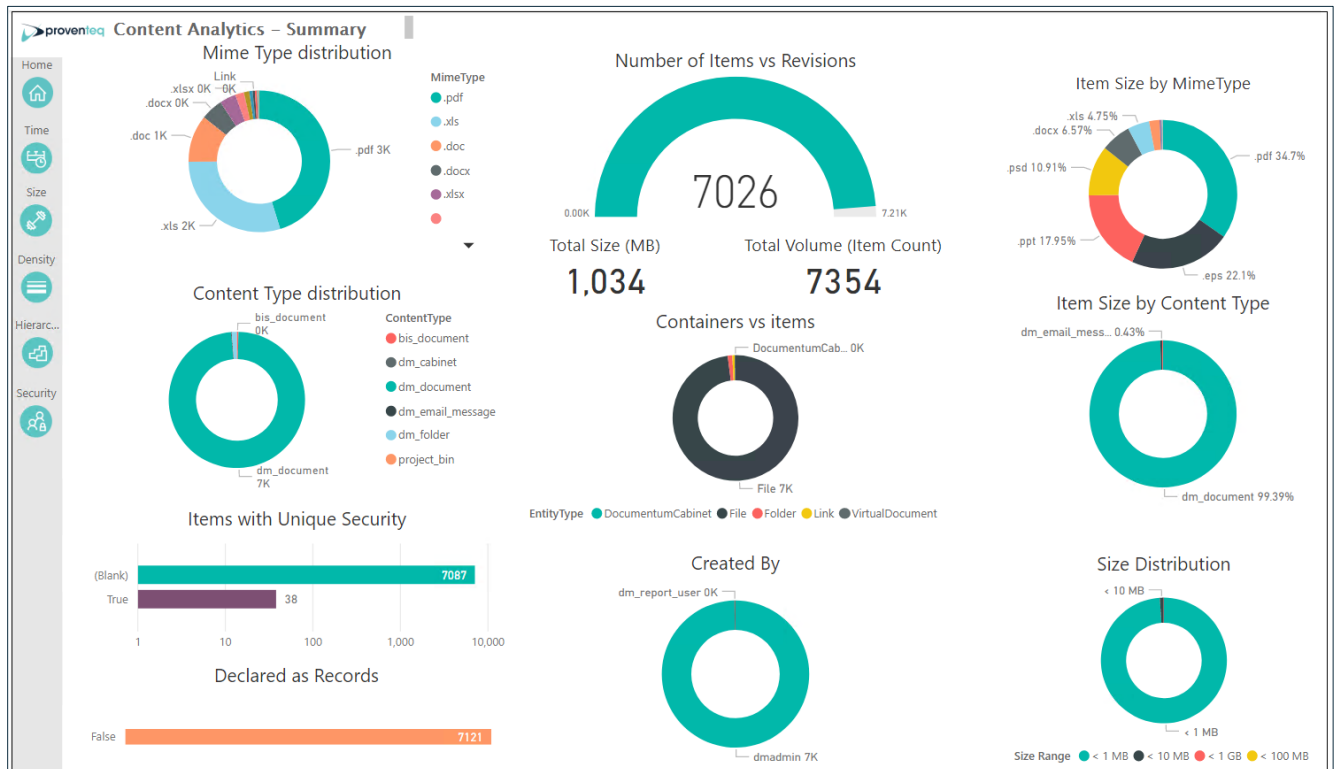 proventeq Content Analytics – Summary
Home
Time
Size
Density
Hierarc...
Security
Mime Type distribution
Link
.xlsx 0K
0K
.docx 0K
.doc 1K
.pdf 3K
.xls 2K
MimeType
.pdf
.xls
.doc
.docx
.xlsx
Content Type distribution
bis_document
0K
dm_document
7K
ContentType
bis_document
dm_cabinet
dm_document
dm_email_message
dm_folder
project_bin
Items with Unique Security
(Blank)
7087
True
38
1
10
100
1,000
10,000
Declared as Records
False
7121
Number of Items vs Revisions
7026
0.00K
7.21K
Total Size (MB)
1,034
Total Volume (Item Count)
7354
Containers vs items
DocumentumCab... 0K
File 7K
EntityType DocumentumCabinet File Folder Link VirtualDocument
Created By
dm_report_user 0K
dmadmin 7K
Item Size by MimeType
.xls 4.75%
.docx 6.57%
.psd 10.91%
.pdf 34.7%
.ppt 17.95%
.eps 22.1%
Item Size by Content Type
dm_email_mess... 0.43%
dm_document 99.39%
Size Distribution
< 10 MB
< 1 MB
Size Range < 1 MB < 10 MB < 1 GB < 100 MB